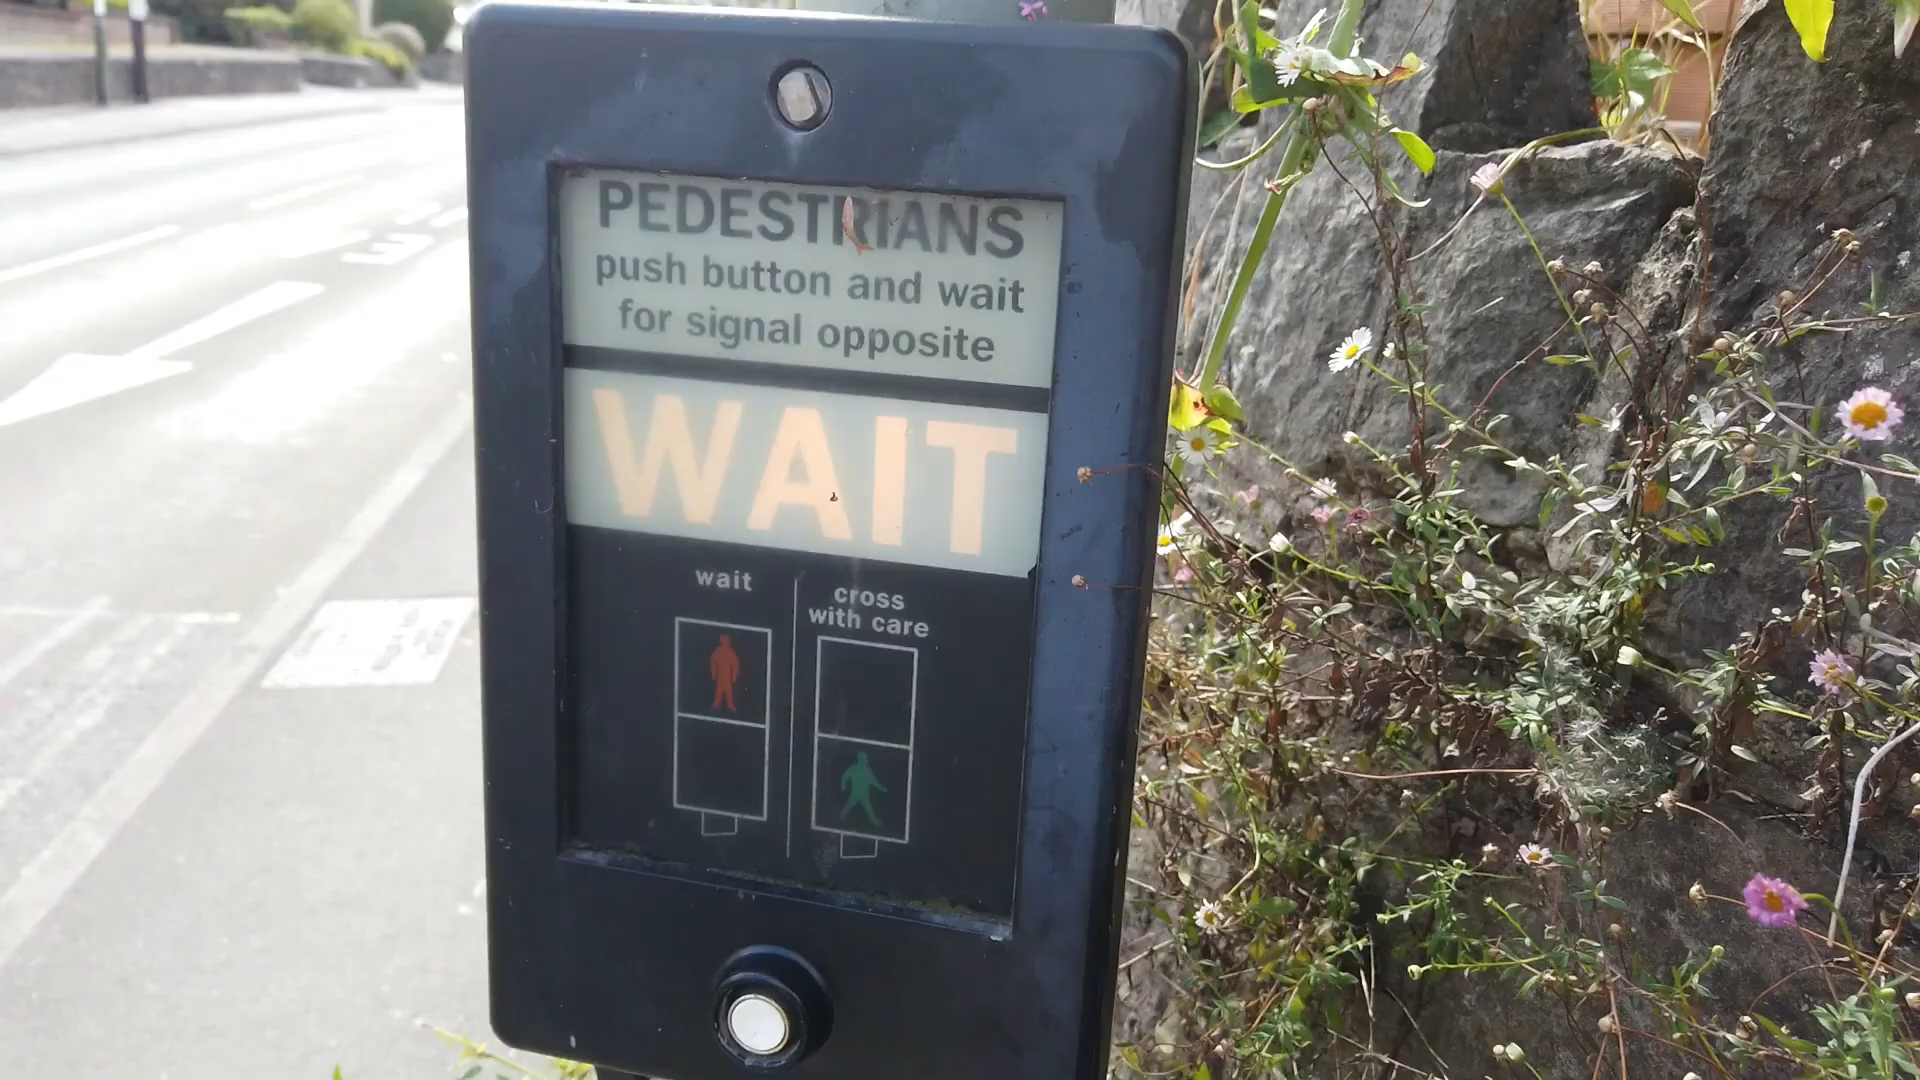 PEDESTRIANS
push button and wait
for signal opposite
WAIT
wait
cross
with care